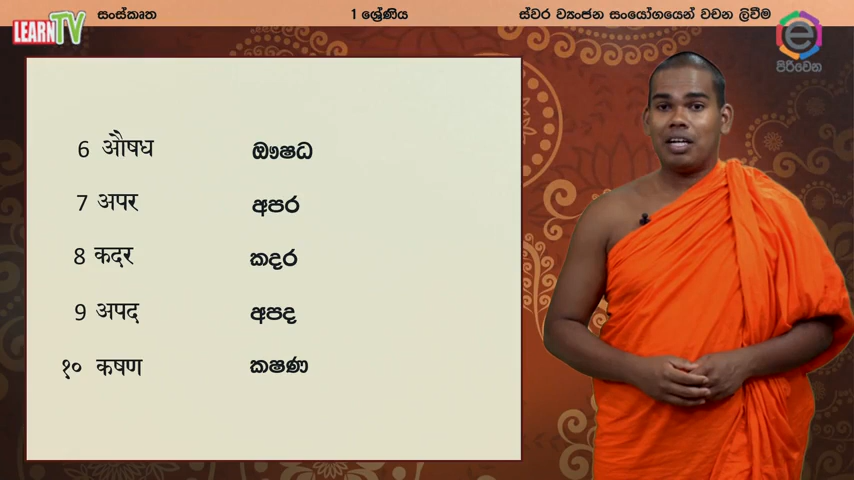 LEARN TV සංස්කෘත 1 ශ්‍රේණිය ස්වර ව්‍යංජන සංයෝගයෙන් වචන ලිවීම
e
පිරිවෙන
6 औषध ඖෂධ
7 अपर අපර
8 कदर කදර
9 अपद අපද
१० कषण කෂණ